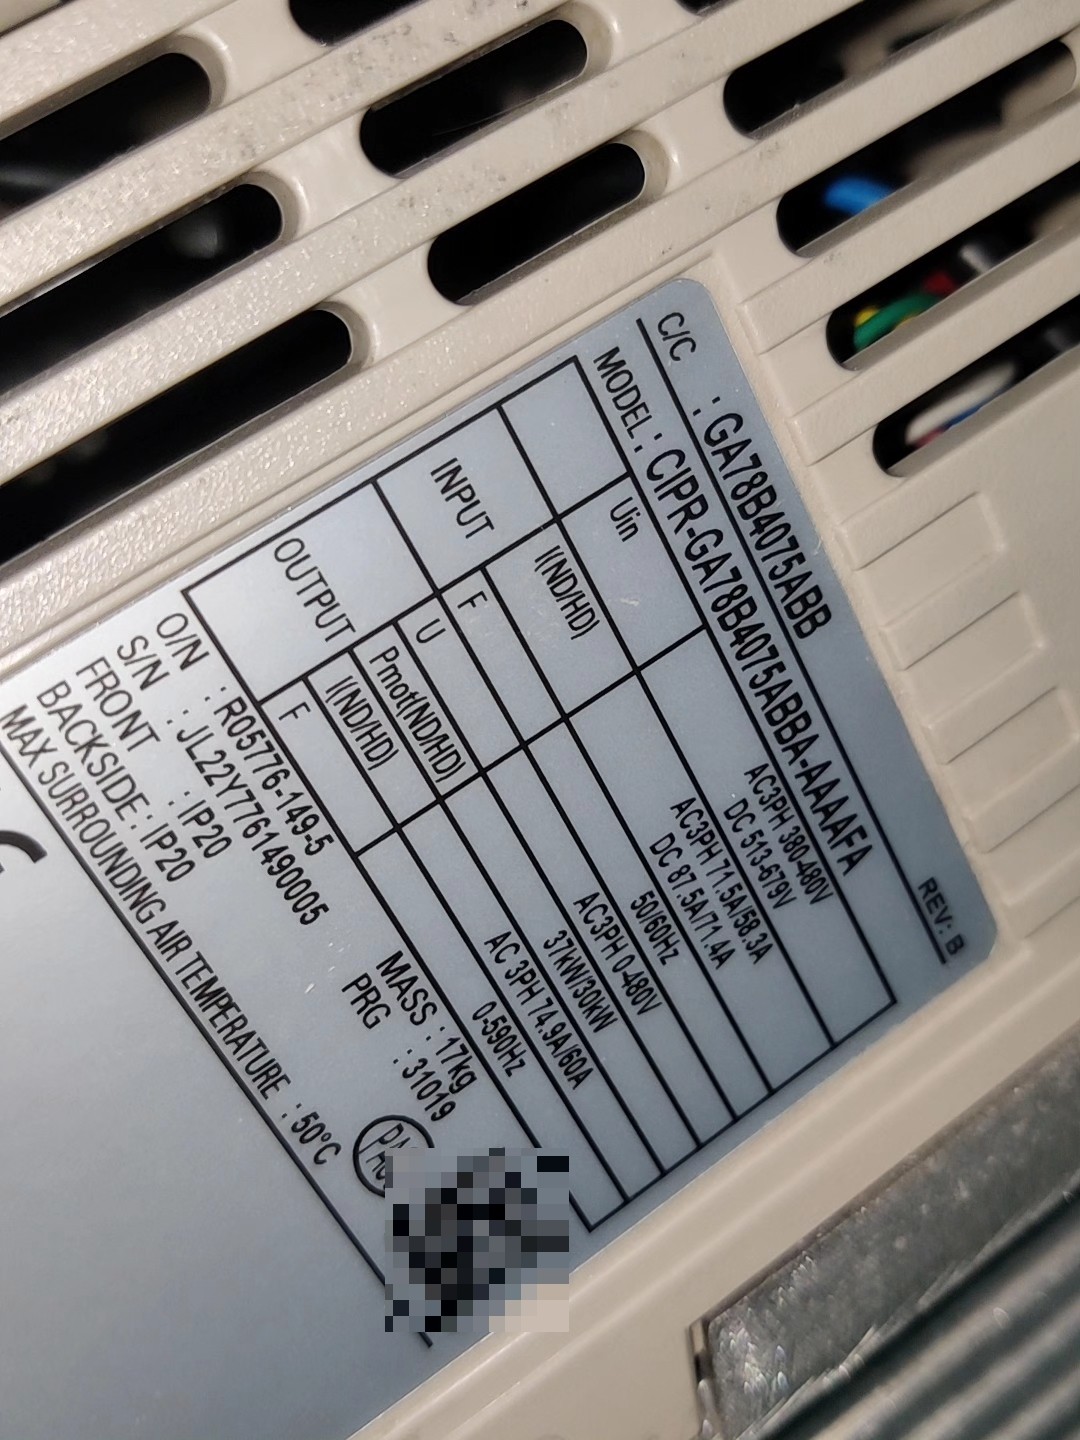 C/C : GA78B4075ABB
REV: B
MODEL : CIPR-GA78B4075ABBA-AAAAFA
INPUT
Uin
AC3PH 380-480V
DC 513-679V
I(ND/HD)
AC3PH 71.5A/58.3A
DC 87.5A/71.4A
F
50/60Hz
OUTPUT
U
AC3PH 0-480V
Pmot(ND/HD)
37kW/30kW
I(ND/HD)
AC 3PH 74.9A/60A
F
0-590Hz
O/N : R05776-149-5
MASS : 17kg
S/N : JL22Y7761490005
PRG : 31019
FRONT : IP20
BACKSIDE : IP20
MAX SURROUNDING AIR TEMPERATURE : 50°C